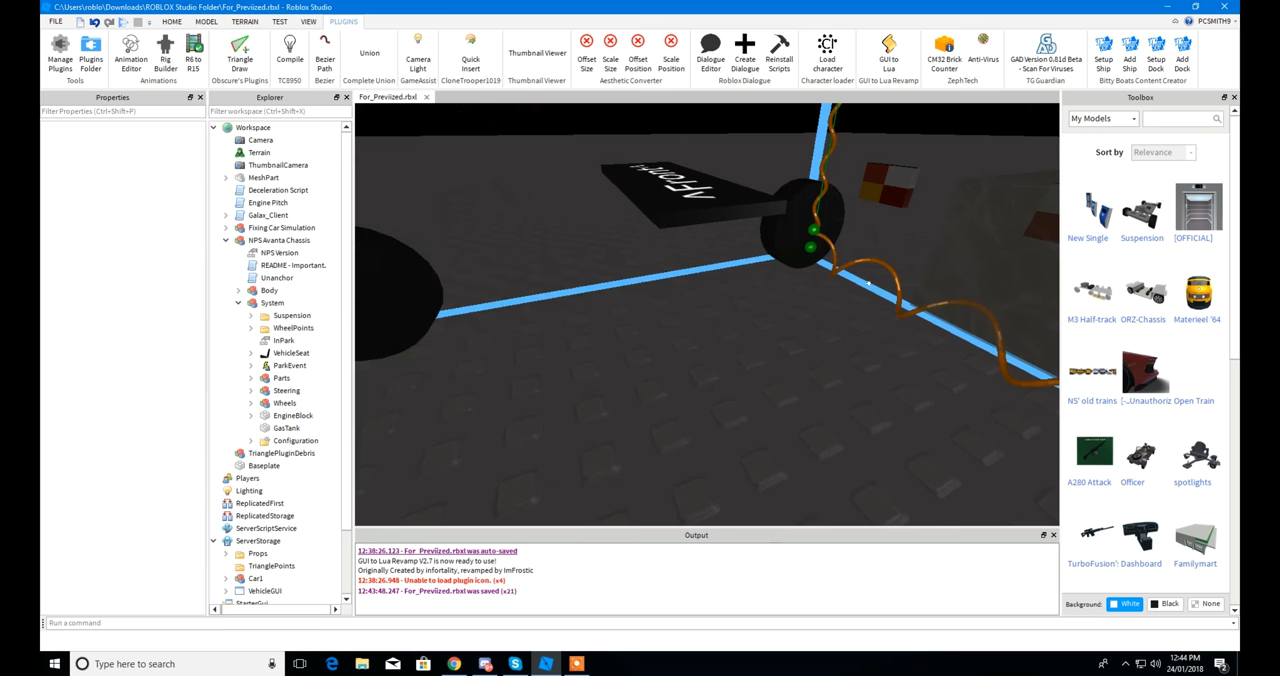 C:\Users\roblo\Downloads\ROBLOX Studio Folder\For_Previized.rbxl - Roblox Studio
FILE HOME MODEL TERRAIN TEST VIEW PLUGINS PCSMITH9
Manage Plugins
Plugins Folder
Tools
Animation Editor
Rig Builder
R6 to R15
Animations
Triangle Draw
Obscure's Plugins
Compile
TC8950
Bezier Path
Bezier
Union
Complete Union
Camera Light
GameAssist
Quick Insert
CloneTrooper1019
Thumbnail Viewer
Thumbnail Viewer
Offset Size
Scale Size
Offset Position
Scale Position
Aesthetic Converter
Dialogue Editor
Create Dialogue
Reinstall Scripts
Roblox Dialogue
Load character
Character loader
GUI to Lua
GUI to Lua Revamp
CM32 Brick Counter
Anti-Virus
ZephTech
GAD Version 0.81d Beta - Scan For Viruses
TG Guardian
Setup Ship
Add Ship
Setup Dock
Add Dock
Bitty Boats Content Creator
Properties
Filter Properties (Ctrl+Shift+P)
Explorer
Filter workspace (Ctrl+Shift+X)
Workspace
Camera
Terrain
ThumbnailCamera
MeshPart
Deceleration Script
Engine Pitch
Galax_Client
Fixing Car Simulation
NPS Avanta Chassis
NPS Version
README - Important.
Unanchor
Body
System
Suspension
WheelPoints
InPark
VehicleSeat
ParkEvent
Parts
Steering
Wheels
EngineBlock
GasTank
Configuration
TrianglePluginDebris
Baseplate
Players
Lighting
ReplicatedFirst
ReplicatedStorage
ServerScriptService
ServerStorage
Props
TrianglePoints
Car1
VehicleGUI
StarterGui
For_Previized.rbxl
Output
12:38:26.123 - For_Previized.rbxl was auto-saved
GUI to Lua Revamp V2.7 is now ready to use!
Originally Created by infortality, revamped by ImFrostic
12:38:26.948 - Unable to load plugin icon. (x4)
12:43:48.247 - For_Previized.rbxl was saved (x21)
Toolbox
My Models
Sort by Relevance
New Single Suspension [OFFICIAL]
M3 Half-track ORZ-Chassis Materieel '64
NS' old trains [-..Unauthoriz Open Train
A280 Attack Officer spotlights
TurboFusion': Dashboard Familymart
Background: White Black None
Run a command
Type here to search
12:44 PM
24/01/2018
2